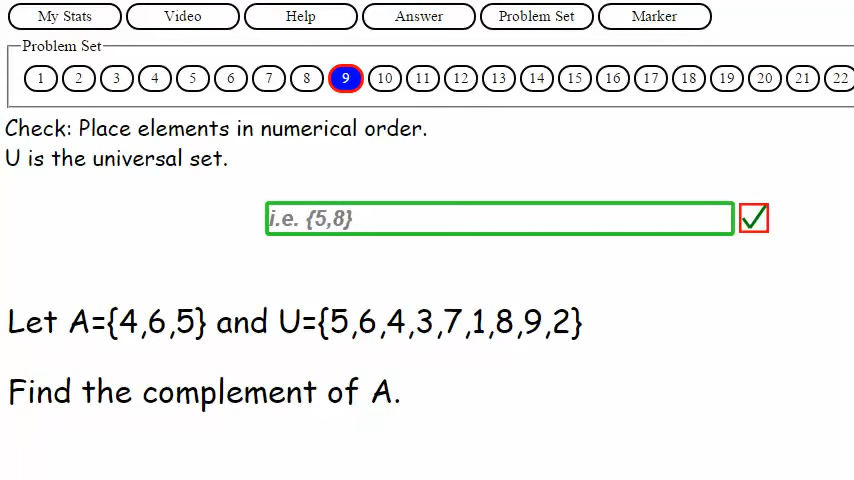 My Stats Video Help Answer Problem Set Marker
Problem Set
1 2 3 4 5 6 7 8 9 10 11 12 13 14 15 16 17 18 19 20 21 22
Check: Place elements in numerical order.
U is the universal set.
i.e. {5,8}
Let A={4,6,5} and U={5,6,4,3,7,1,8,9,2}
Find the complement of A.